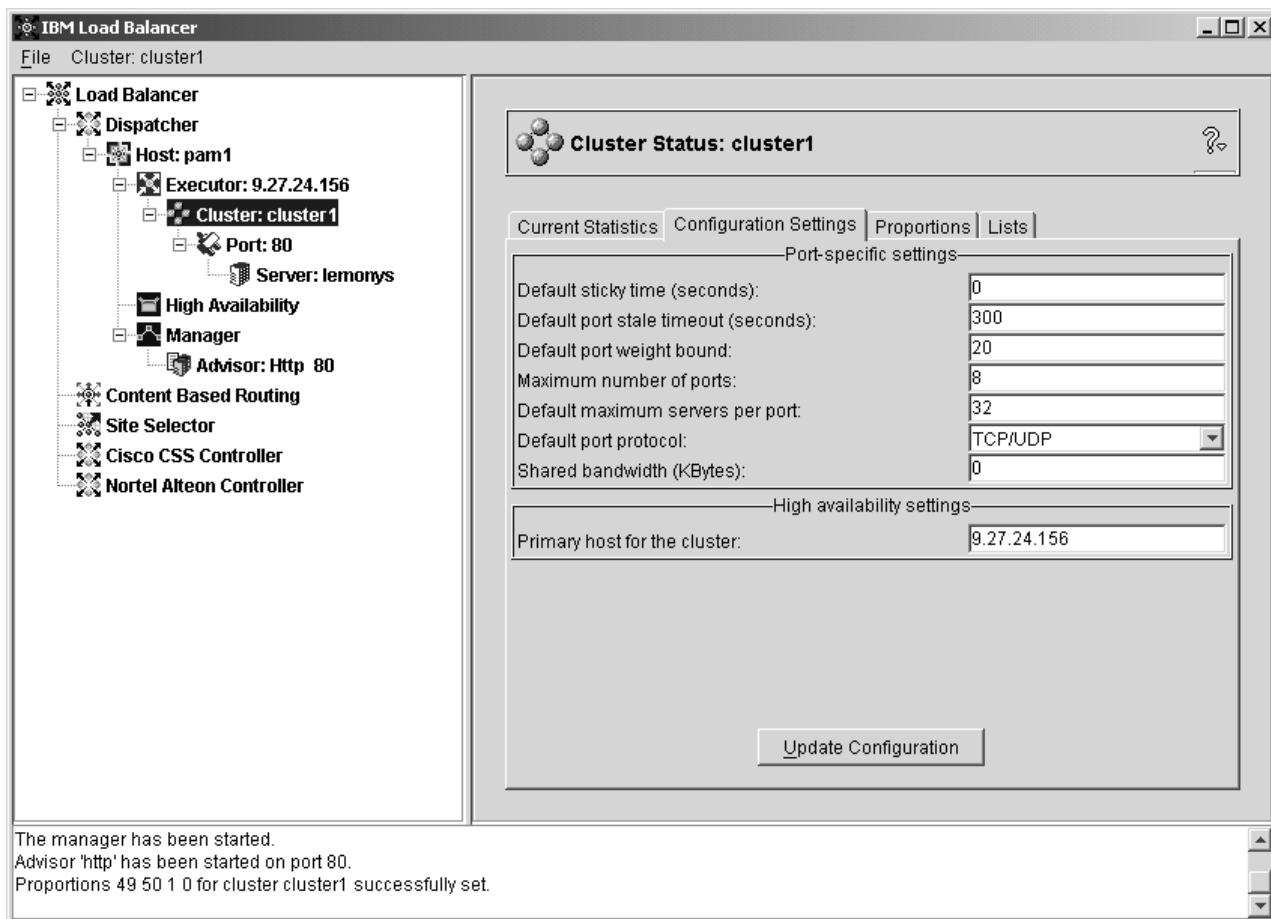 IBM Load Balancer
File Cluster: cluster1
Load Balancer
Dispatcher
Host: pam1
Executor: 9.27.24.156
Cluster: cluster1
Port: 80
Server: lemonys
High Availability
Manager
Advisor: Http 80
Content Based Routing
Site Selector
Cisco CSS Controller
Nortel Alteon Controller
Cluster Status: cluster1
?
Current Statistics Configuration Settings Proportions Lists
Port-specific settings
Default sticky time (seconds): 0
Default port stale timeout (seconds): 300
Default port weight bound: 20
Maximum number of ports: 8
Default maximum servers per port: 32
Default port protocol: TCP/UDP
Shared bandwidth (KBytes): 0
High availability settings
Primary host for the cluster: 9.27.24.156
Update Configuration
The manager has been started.
Advisor 'http' has been started on port 80.
Proportions 49 50 1 0 for cluster cluster1 successfully set.